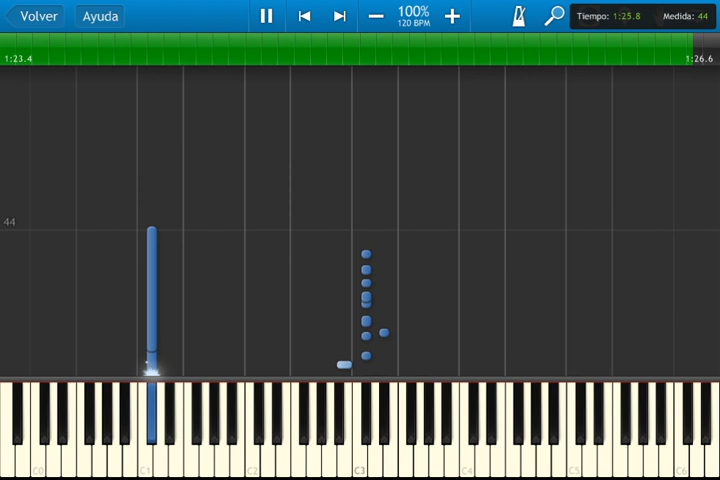 Volver
Ayuda
100%
120 BPM
Tiempo: 1:25.8
Medida: 44
1:23.4
1:26.6
44
C0
C1
C2
C3
C4
C5
C6